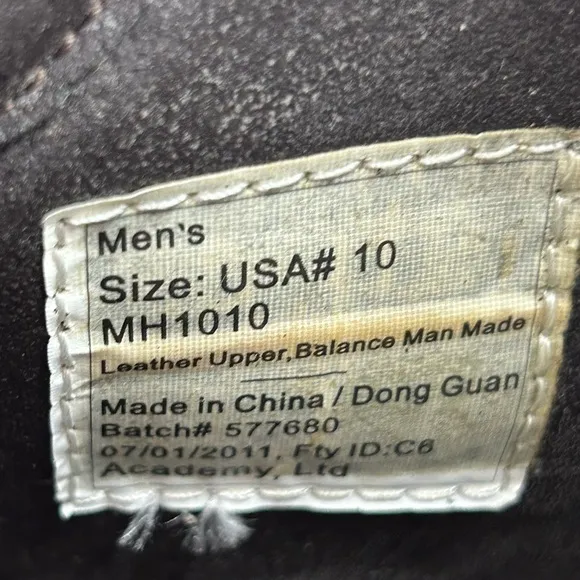 Men's
Size: USA# 10
MH1010
Leather Upper,Balance Man Made
Made in China / Dong Guan
Batch# 577680
07/01/2011, Fty ID:C6
Academy, Ltd